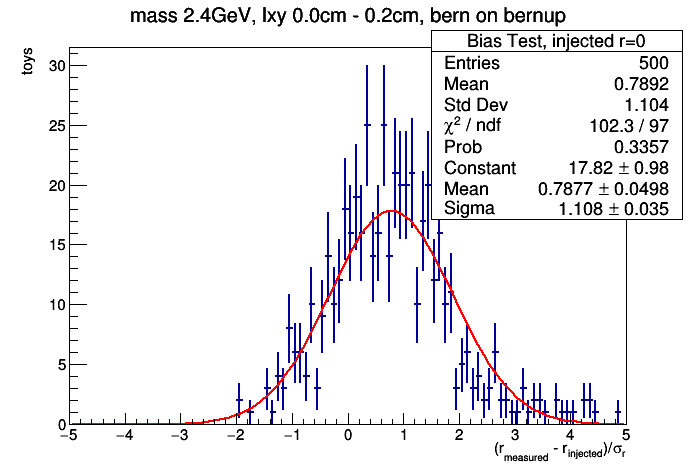 mass 2.4GeV, lxy 0.0cm - 0.2cm, bern on bernup
Bias Test, injected r=0
Entries 500
Mean 0.7892
Std Dev 1.104
χ² / ndf 102.3 / 97
Prob 0.3357
Constant 17.82 ± 0.98
Mean 0.7877 ± 0.0498
Sigma 1.108 ± 0.035
toys
30
25
20
15
10
5
0
−5 −4 −3 −2 −1 0 1 2 3 4 5
(r_measured - r_injected)/σ_r